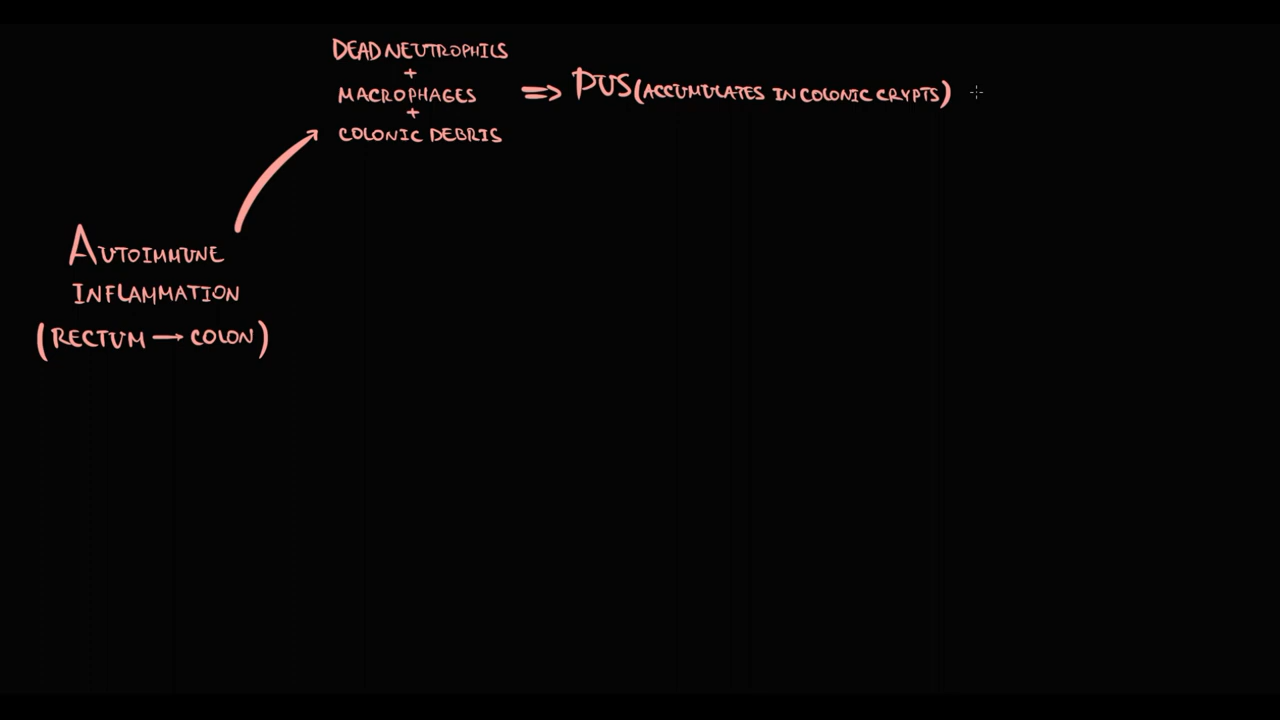 DEAD NEUTROPHILS
+
MACROPHAGES
+
COLONIC DEBRIS
⇒ PUS (ACCUMULATES IN COLONIC CRYPTS)
AUTOIMMUNE
INFLAMMATION
(RECTUM → COLON)